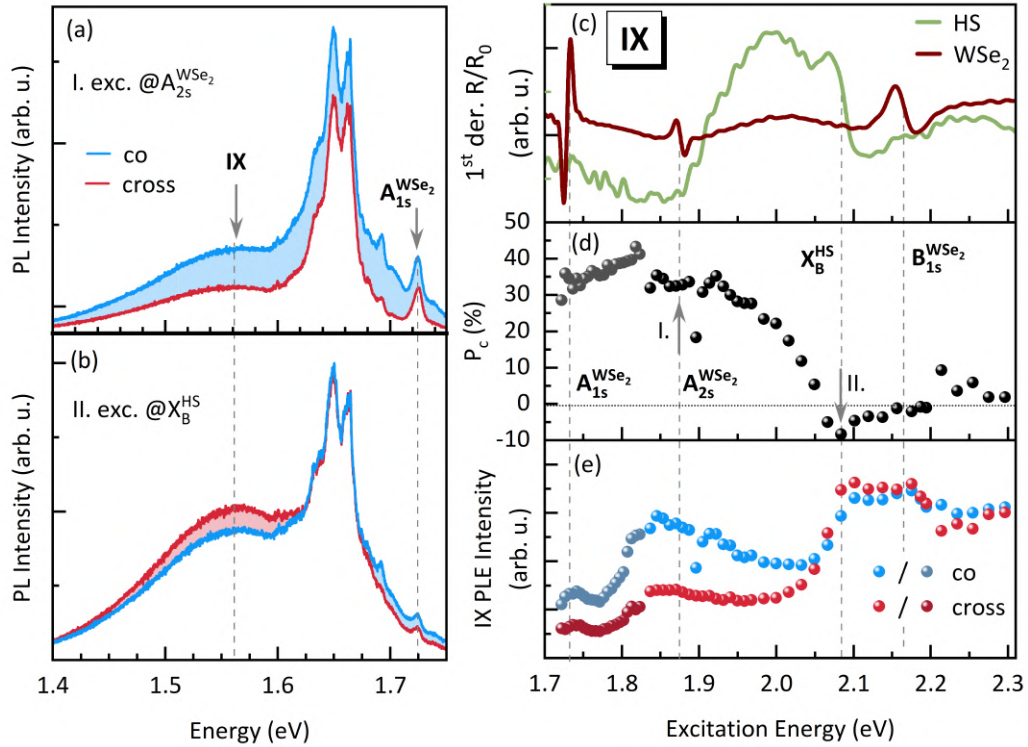 (a)
I. exc. @A2s^WSe2
co
cross
IX
A1s^WSe2
PL Intensity (arb. u.)
(b)
II. exc. @X_B^HS
PL Intensity (arb. u.)
1.4 1.5 1.6 1.7
Energy (eV)
(c)
IX
HS
WSe2
1st der. R/R0
(arb. u.)
(d)
50
40
30
20
10
0
-10
Pc (%)
X_B^HS
B1s^WSe2
I.
II.
A1s^WSe2
A2s^WSe2
(e)
IX PLE Intensity
(arb. u.)
/ co
/ cross
1.7 1.8 1.9 2.0 2.1 2.2 2.3
Excitation Energy (eV)